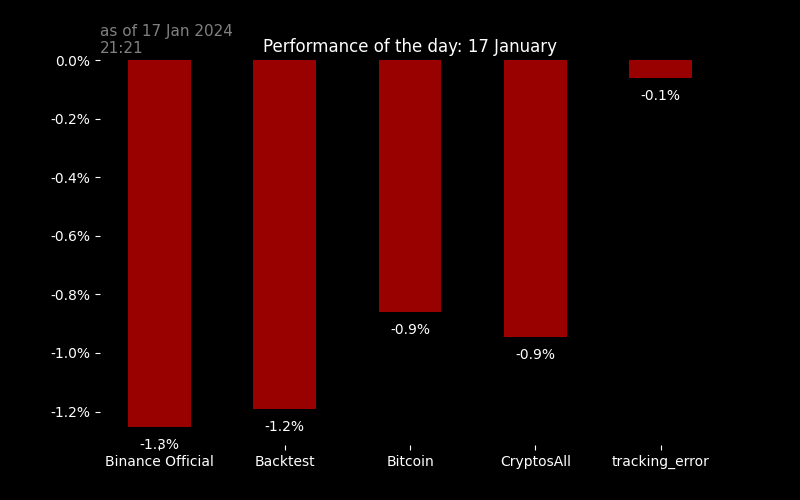 as of 17 Jan 2024
21:21
Performance of the day: 17 January
0.0%
-0.2%
-0.4%
-0.6%
-0.8%
-1.0%
-1.2%
-1.3%
-1.2%
-0.9%
-0.9%
-0.1%
Binance Official
Backtest
Bitcoin
CryptosAll
tracking_error